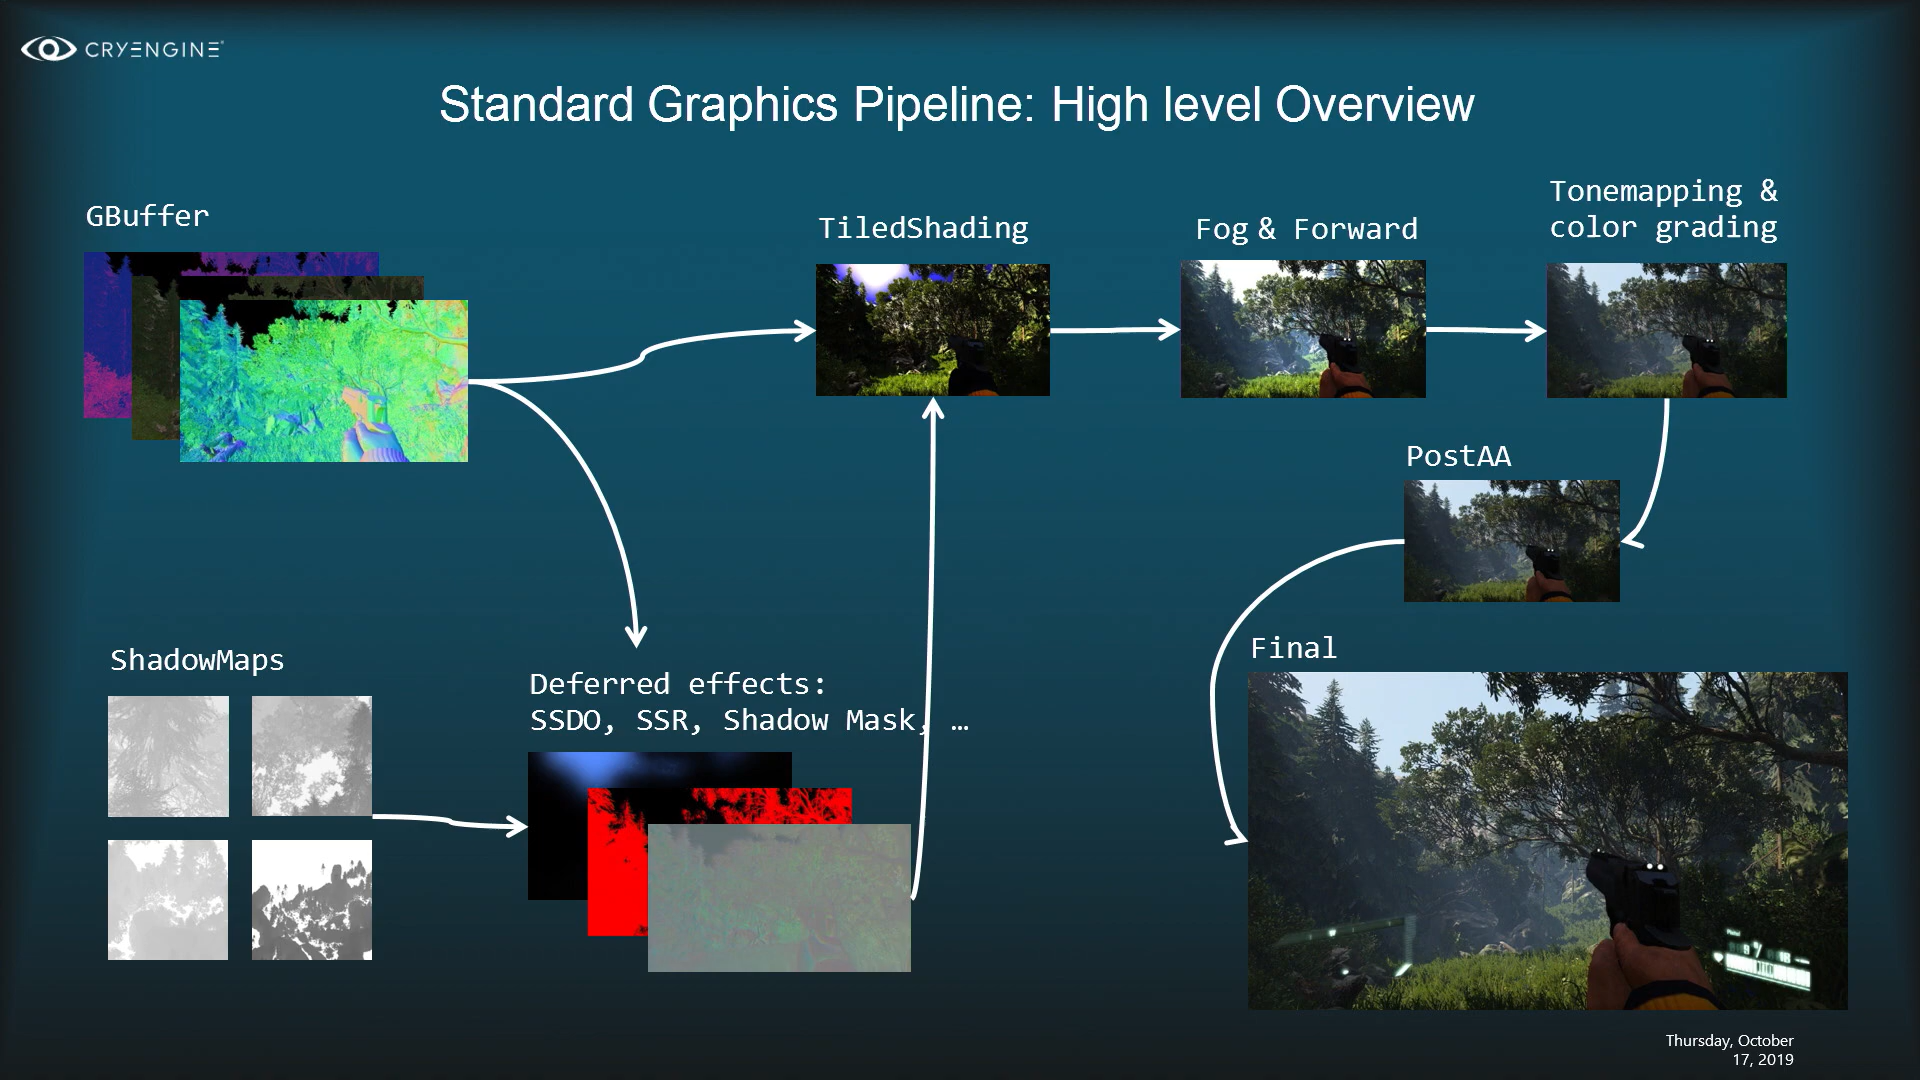 CRYENGINE®
Standard Graphics Pipeline: High level Overview
GBuffer
TiledShading
Fog & Forward
Tonemapping &
color grading
PostAA
ShadowMaps
Deferred effects:
SSDO, SSR, Shadow Mask, …
Final
Thursday, October
17, 2019